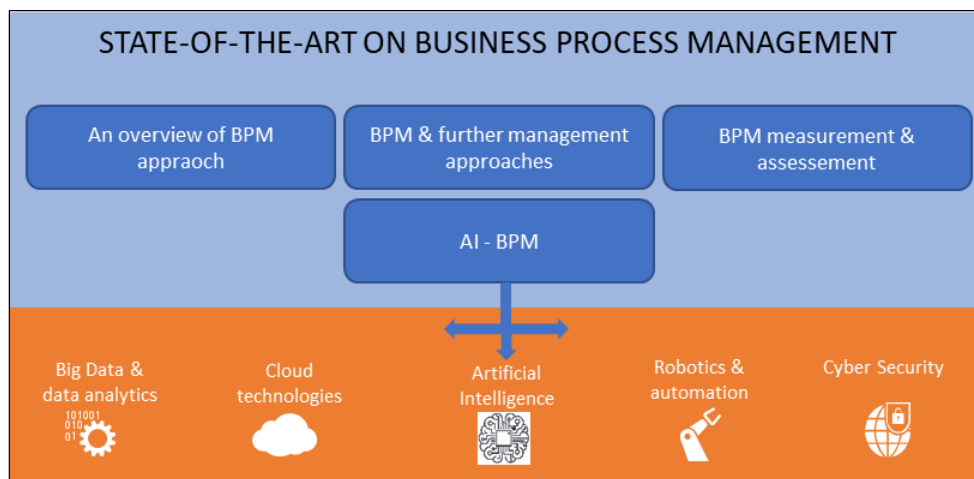 STATE-OF-THE-ART ON BUSINESS PROCESS MANAGEMENT
An overview of BPM
appraoch
BPM & further management
approaches
BPM measurement &
assessement
AI - BPM
Big Data &
data analytics
101001
010
01
Cloud
technologies
Artificial
Intelligence
Robotics &
automation
Cyber Security